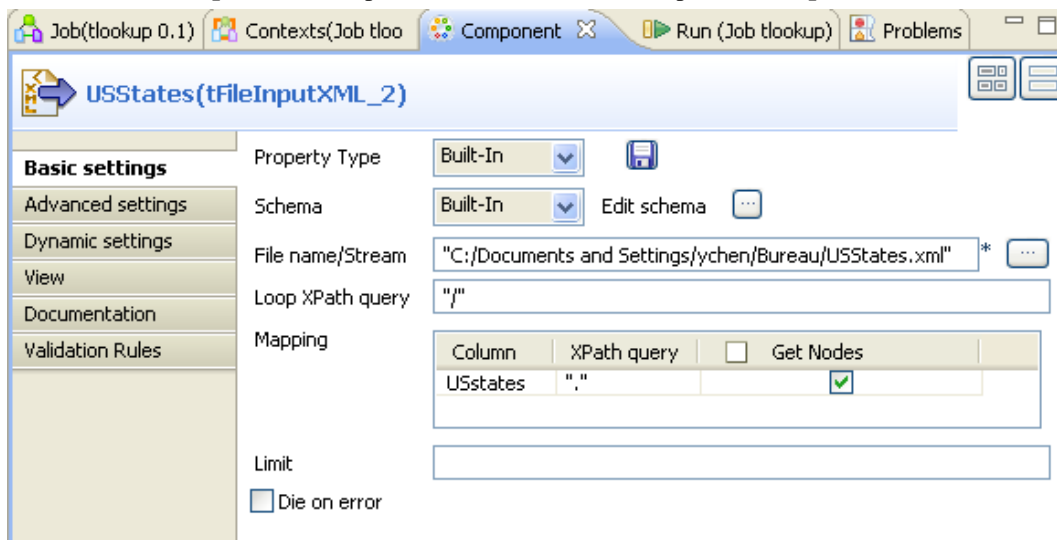 Job(tlookup 0.1) Contexts(Job tloo Component Run (Job tlookup) Problems
USStates(tFileInputXML_2)
Basic settings
Advanced settings
Dynamic settings
View
Documentation
Validation Rules
Property Type Built-In
Schema Built-In Edit schema ...
File name/Stream "C:/Documents and Settings/ychen/Bureau/USStates.xml" * ...
Loop XPath query "/"
Mapping
Column XPath query Get Nodes
USstates "."
Limit
Die on error